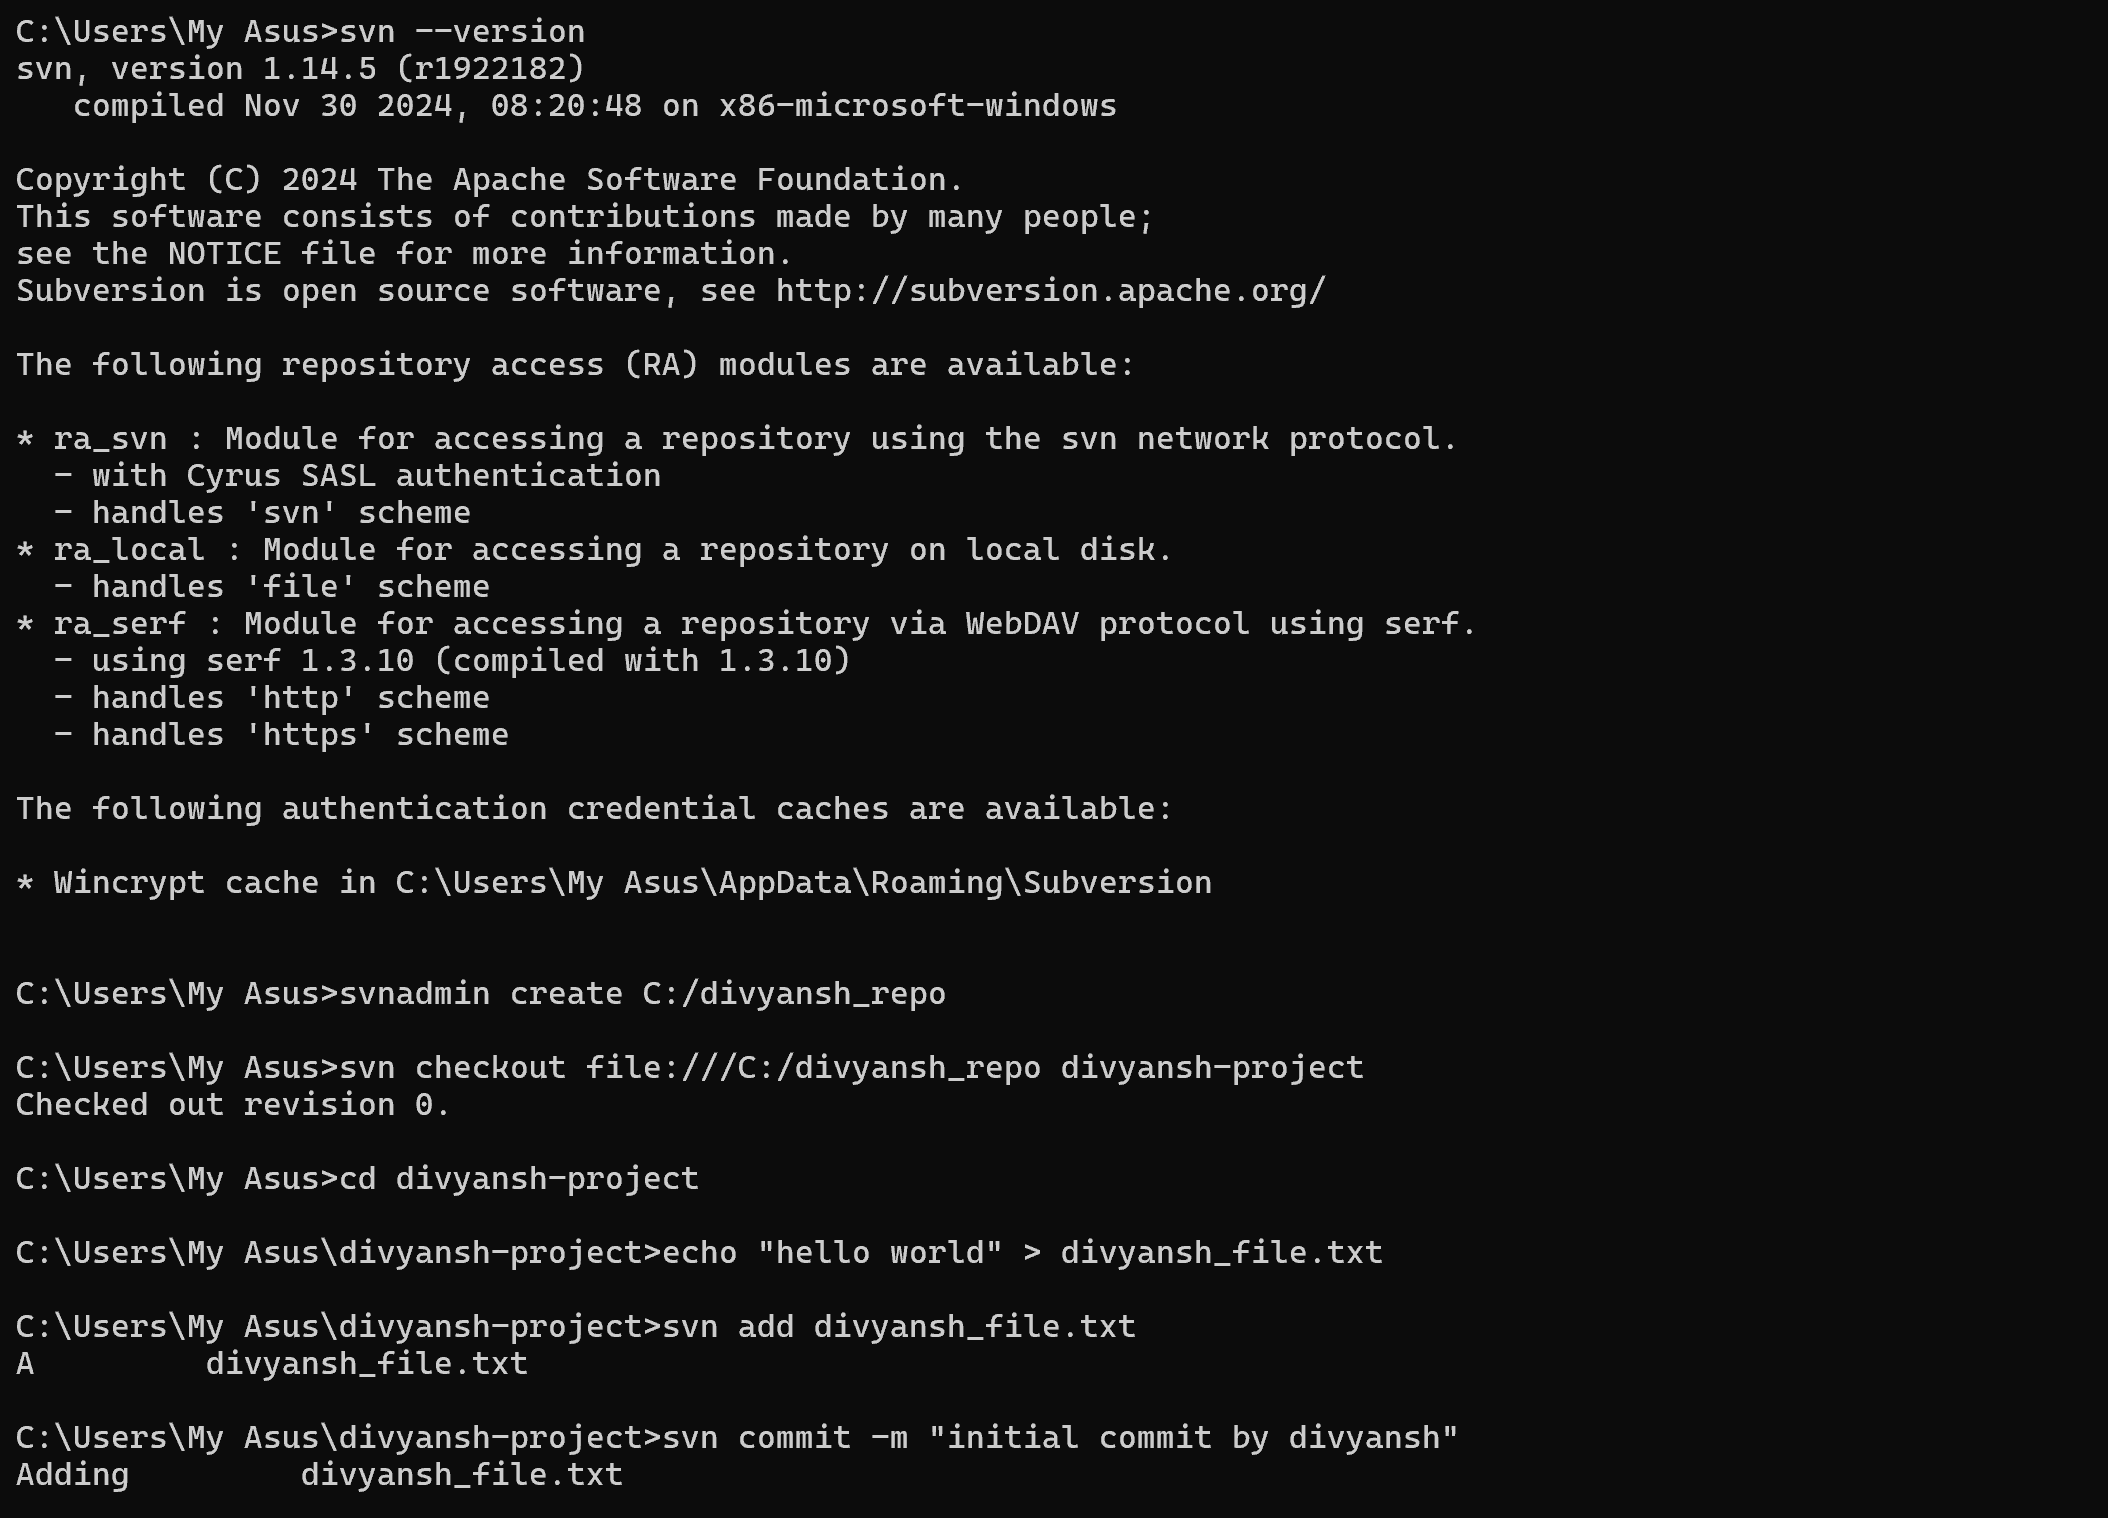 C:\Users\My Asus>svn --version
svn, version 1.14.5 (r1922182)
   compiled Nov 30 2024, 08:20:48 on x86-microsoft-windows

Copyright (C) 2024 The Apache Software Foundation.
This software consists of contributions made by many people;
see the NOTICE file for more information.
Subversion is open source software, see http://subversion.apache.org/

The following repository access (RA) modules are available:

* ra_svn : Module for accessing a repository using the svn network protocol.
  - with Cyrus SASL authentication
  - handles 'svn' scheme
* ra_local : Module for accessing a repository on local disk.
  - handles 'file' scheme
* ra_serf : Module for accessing a repository via WebDAV protocol using serf.
  - using serf 1.3.10 (compiled with 1.3.10)
  - handles 'http' scheme
  - handles 'https' scheme

The following authentication credential caches are available:

* Wincrypt cache in C:\Users\My Asus\AppData\Roaming\Subversion


C:\Users\My Asus>svnadmin create C:/divyansh_repo

C:\Users\My Asus>svn checkout file:///C:/divyansh_repo divyansh-project
Checked out revision 0.

C:\Users\My Asus>cd divyansh-project

C:\Users\My Asus\divyansh-project>echo "hello world" > divyansh_file.txt

C:\Users\My Asus\divyansh-project>svn add divyansh_file.txt
A         divyansh_file.txt

C:\Users\My Asus\divyansh-project>svn commit -m "initial commit by divyansh"
Adding         divyansh_file.txt